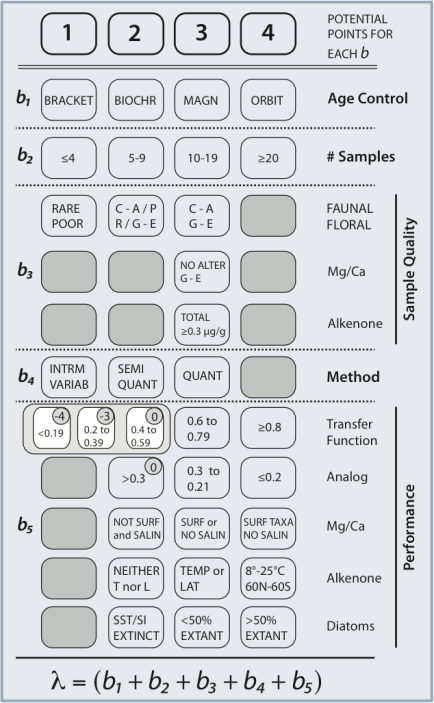 1 2 3 4 POTENTIAL
POINTS FOR
EACH b
b1 BRACKET BIOCHR MAGN ORBIT Age Control
b2 ≤4 5-9 10-19 ≥20 # Samples
RARE POOR C - A / P R / G - E C - A G - E FAUNAL FLORAL
b3 NO ALTER G - E Mg/Ca
TOTAL ≥0.3 µg/g Alkenone
Sample Quality
b4 INTRM VARIAB SEMI QUANT QUANT Method
-4 <0.19 -3 0.2 to 0.39 0 0.4 to 0.59 0.6 to 0.79 ≥0.8 Transfer Function
>0.3 0 0.3 to 0.21 ≤0.2 Analog
b5 NOT SURF and SALIN SURF or NO SALIN SURF TAXA NO SALIN Mg/Ca
NEITHER T nor L TEMP or LAT 8°-25°C 60N-60S Alkenone
SST/SI EXTINCT <50% EXTANT >50% EXTANT Diatoms
Performance
λ = (b1 + b2 + b3 + b4 + b5)